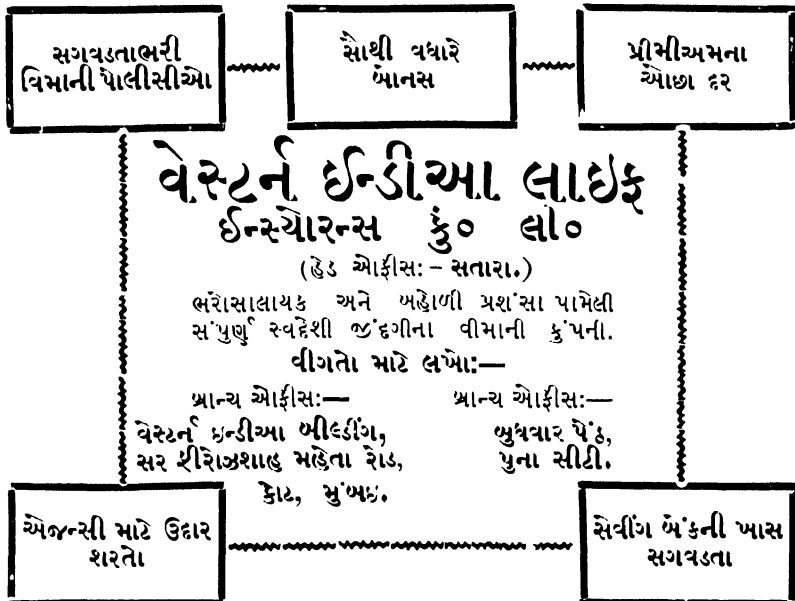 સગવડતાભરી
વિમાની પોલીસીઓ
સૌથી વધારે
બોનસ
પ્રીમીઅમના
ઓછા દર
વેસ્ટર્ન ઈન્ડીઆ લાઇફ
ઈન્સ્યોરન્સ કું૦ લી૦
(હેડ ઓફીસઃ- સતારા.)
ભરોસાલાયક અને બહોળી પ્રશંસા પામેલી
સંપુર્ણ સ્વદેશી જીંદગીના વીમાની કુંપની.
વીગતો માટે લખોઃ—
બ્રાન્ચ ઓફીસઃ—
વેસ્ટર્ન ઇન્ડીઆ બીલ્ડીંગ,
સર ફીરોઝશાહ મહેતા રોડ,
કોટ, મુંબઇ.
બ્રાન્ચ ઓફીસઃ—
બુધવાર પેંઠ,
પુના સીટી.
એજન્સી માટે ઉદાર
શરતો
સેવીંગ બેંકની ખાસ
સગવડતા